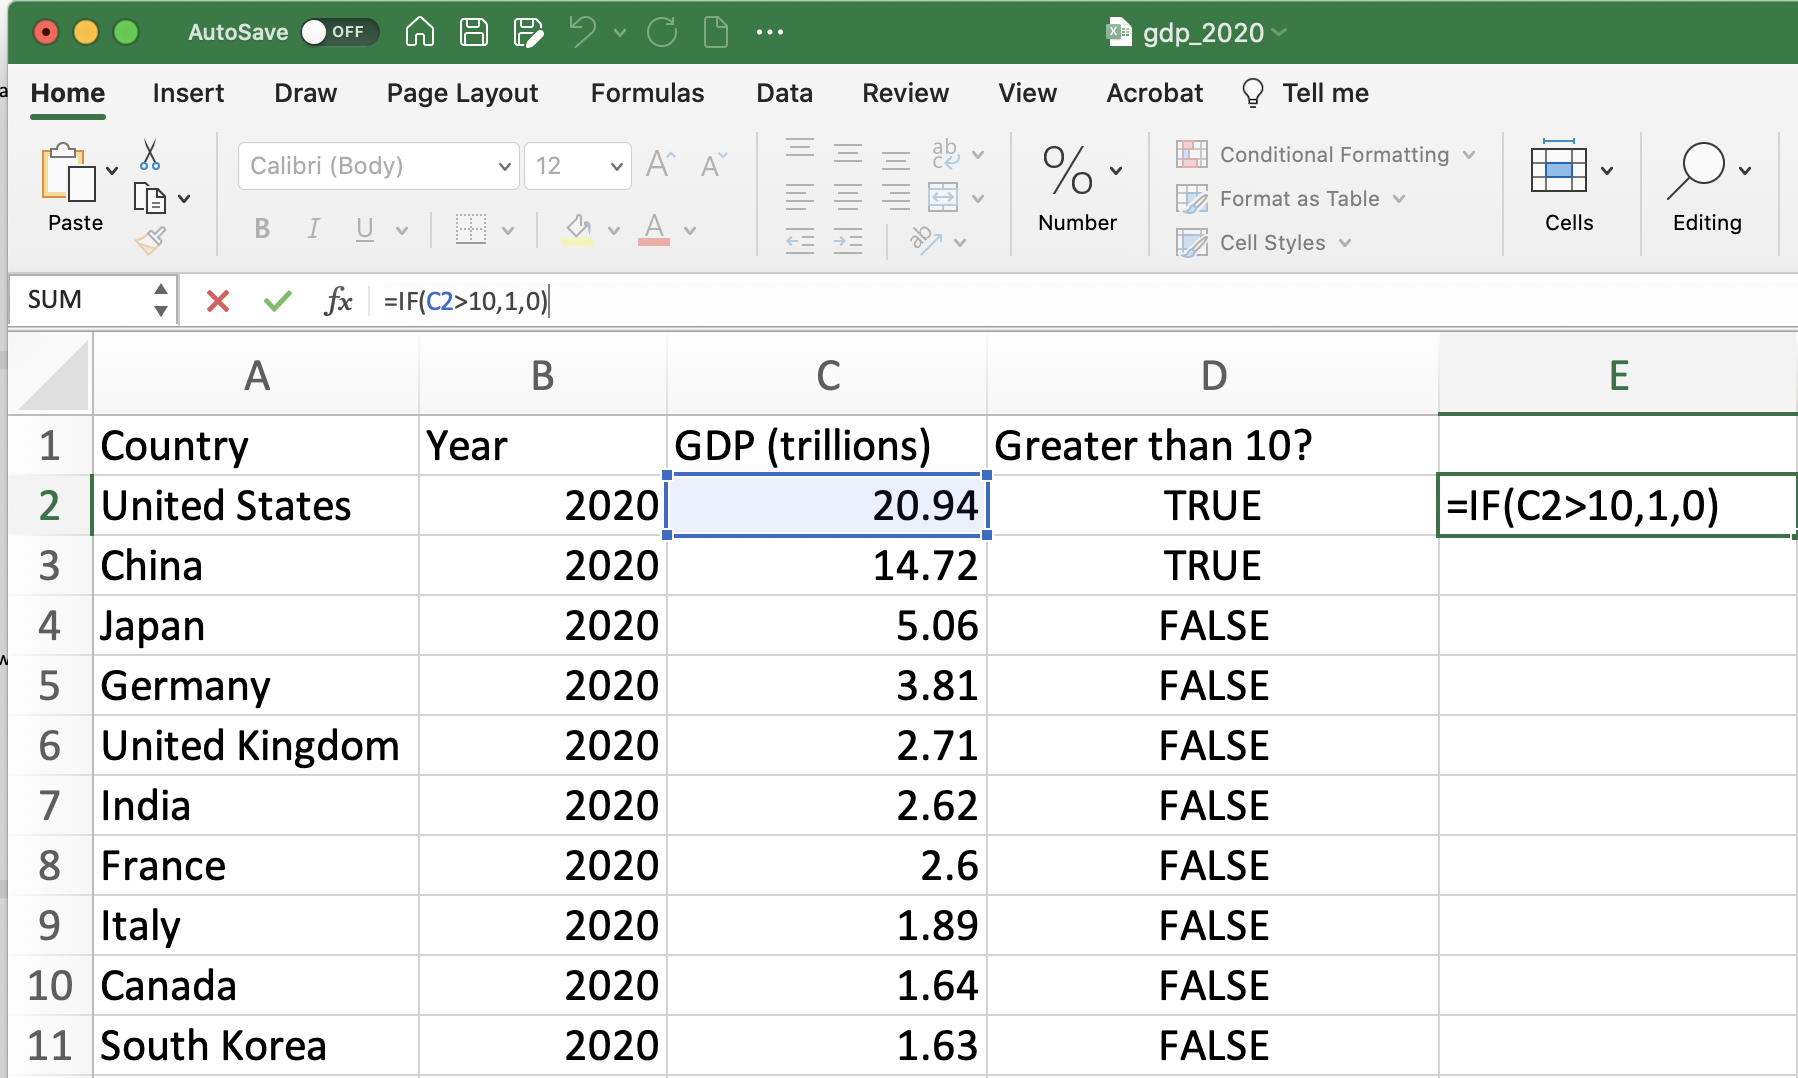 AutoSave OFF gdp_2020
Home Insert Draw Page Layout Formulas Data Review View Acrobat Tell me
Paste Calibri (Body) 12 A A ab c % Number Conditional Formatting Cells Editing
B I U A ab Format as Table
Cell Styles
SUM fx =IF(C2>10,1,0)
A B C D E
1 Country Year GDP (trillions) Greater than 10?
2 United States 2020 20.94 TRUE =IF(C2>10,1,0)
3 China 2020 14.72 TRUE
4 Japan 2020 5.06 FALSE
5 Germany 2020 3.81 FALSE
6 United Kingdom 2020 2.71 FALSE
7 India 2020 2.62 FALSE
8 France 2020 2.6 FALSE
9 Italy 2020 1.89 FALSE
10 Canada 2020 1.64 FALSE
11 South Korea 2020 1.63 FALSE